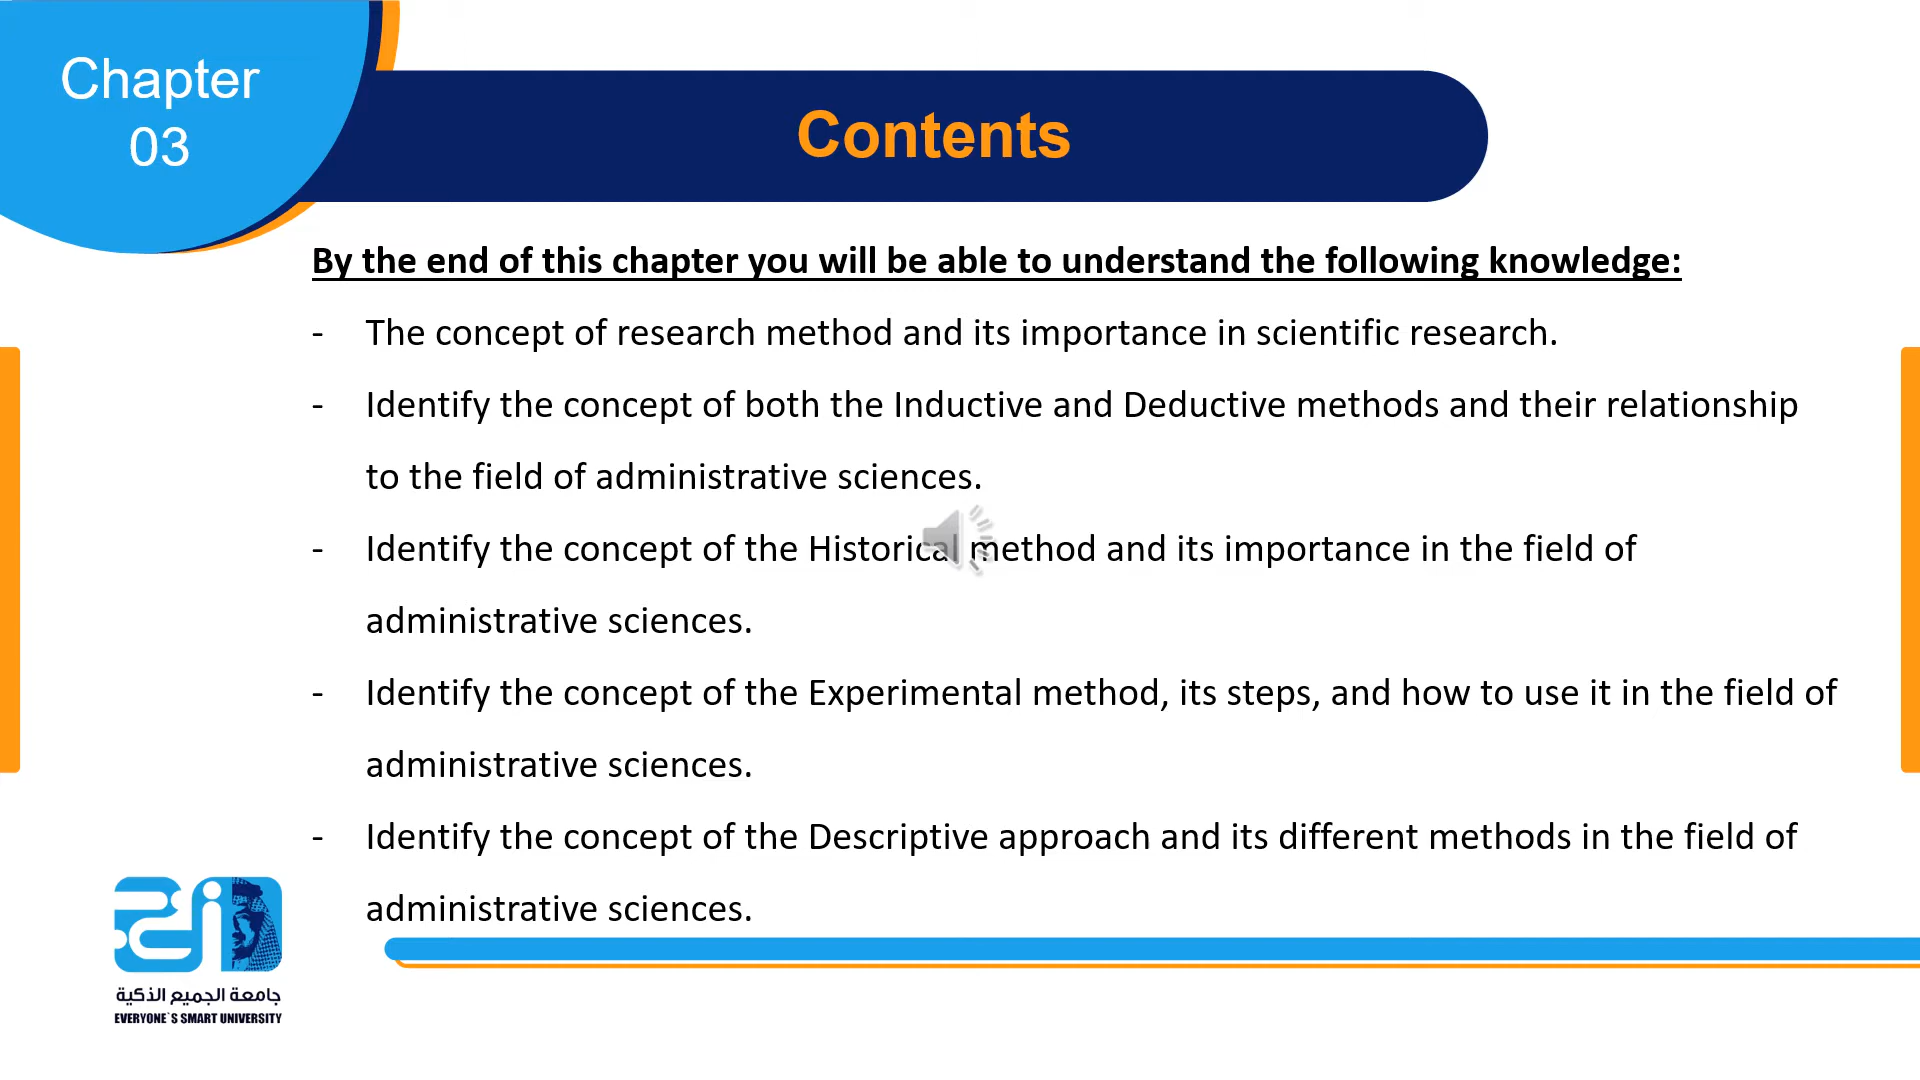 Chapter
03
Contents
By the end of this chapter you will be able to understand the following knowledge:
- The concept of research method and its importance in scientific research.
- Identify the concept of both the Inductive and Deductive methods and their relationship
to the field of administrative sciences.
- Identify the concept of the Historical method and its importance in the field of
administrative sciences.
- Identify the concept of the Experimental method, its steps, and how to use it in the field of
administrative sciences.
- Identify the concept of the Descriptive approach and its different methods in the field of
administrative sciences.
جامعة الجميع الذكية
EVERYONE`S SMART UNIVERSITY